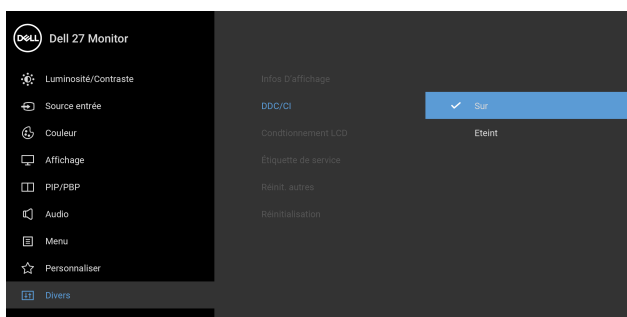 DELL Dell 27 Monitor
Luminosité/Contraste
Source entrée
Couleur
Affichage
PIP/PBP
Audio
Menu
Personnaliser
Divers
Infos D'affichage
DDC/CI
Condtionnement LCD
Étiquette de service
Réinit. autres
Réinitialisation
Sur
Eteint